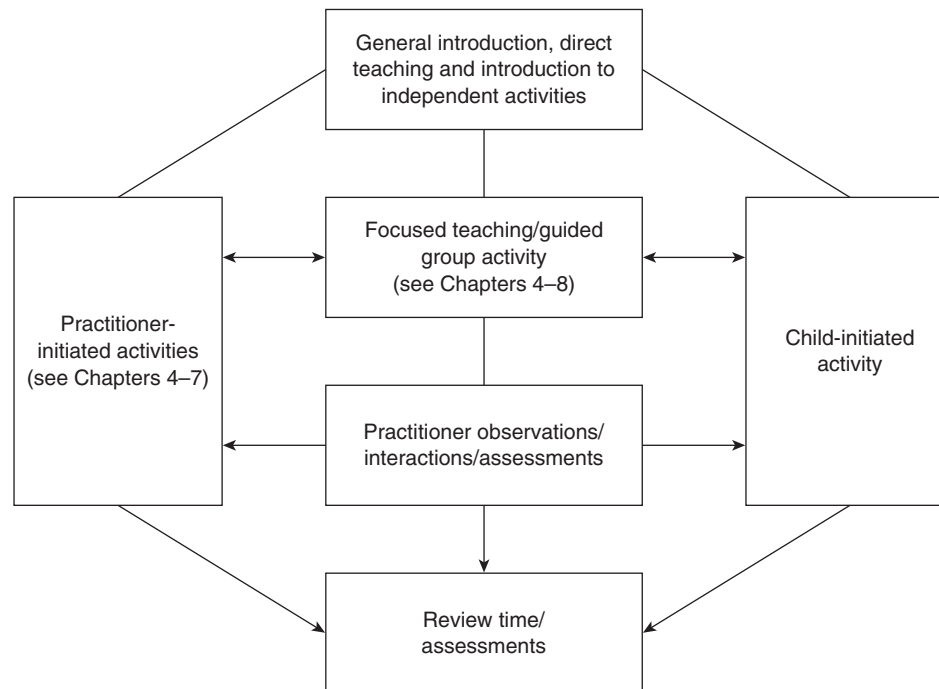 General introduction, direct
teaching and introduction to
independent activities
Focused teaching/guided
group activity
(see Chapters 4–8)
Practitioner-
initiated activities
(see Chapters 4–7)
Child-initiated
activity
Practitioner observations/
interactions/assessments
Review time/
assessments